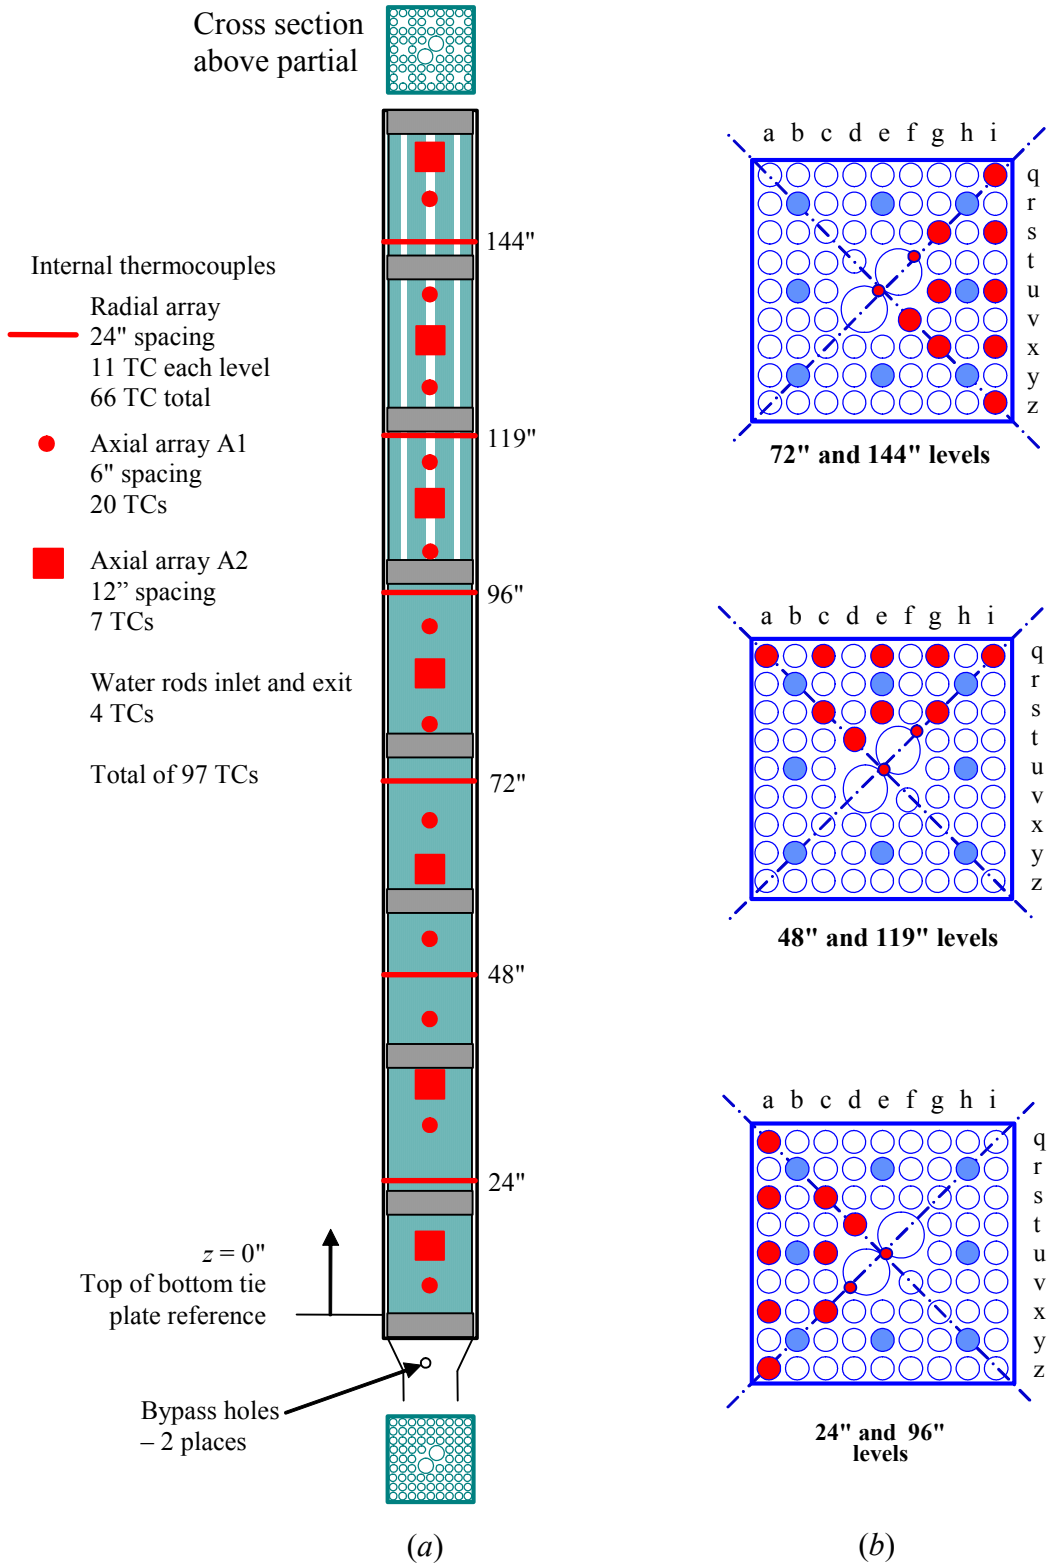 Cross section
above partial
144"
Internal thermocouples
Radial array
24" spacing
11 TC each level
66 TC total
119"
Axial array A1
6" spacing
20 TCs
Axial array A2
12” spacing
7 TCs
96"
Water rods inlet and exit
4 TCs
Total of 97 TCs
72"
48"
24"
z = 0"
Top of bottom tie
plate reference
Bypass holes
– 2 places
(a)
a b c d e f g h i
q
r
s
t
u
v
x
y
z
72" and 144" levels
a b c d e f g h i
q
r
s
t
u
v
x
y
z
48" and 119" levels
a b c d e f g h i
q
r
s
t
u
v
x
y
z
24" and 96"
levels
(b)